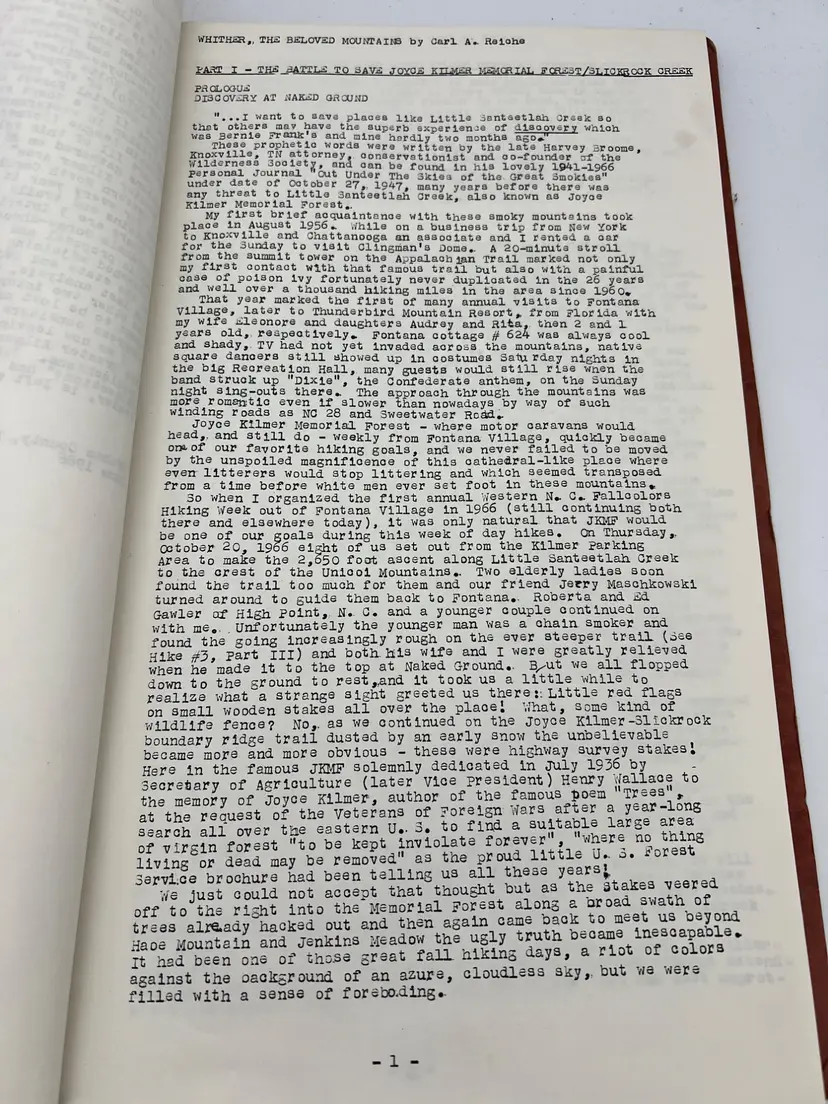 WHITHER, THE BELOVED MOUNTAINS by Carl A. Reiche
PART I - THE BATTLE TO SAVE JOYCE KILMER MEMORIAL FOREST/SLICKROCK CREEK
PROLOGUE
DISCOVERY AT NAKED GROUND
"...I want to save places like Little Santeetlah Creek so
that others may have the superb experience of discovery which
was Bernie Frank's and mine hardly two months ago."
These prophetic words were written by the late Harvey Broome,
Knoxville, TN attorney, conservationist and co-founder of the
Wilderness Society, and can be found in his lovely 1941-1966
Personal Journal "Out Under The Skies of the Great Smokies"
under date of October 27, 1947, many years before there was
any threat to Little Santeetlah Creek, also known as Joyce
Kilmer Memorial Forest.
My first brief acquaintance with these smoky mountains took
place in August 1956. While on a business trip from New York
to Knoxville and Chattanooga an associate and I rented a car
for the Sunday to visit Clingman's Dome. A 20-minute stroll
from the summit tower on the Appalachian Trail marked not only
my first contact with that famous trail but also with a painful
case of poison ivy fortunately never duplicated in the 26 years
and well over a thousand hiking miles in the area since 1960.
That year marked the first of many annual visits to Fontana
Village, later to Thunderbird Mountain Resort, from Florida with
my wife Eleonore and daughters Audrey and Rita, then 2 and 1
years old, respectively. Fontana cottage # 624 was always cool
and shady, TV had not yet invaded across the mountains, native
square dancers still showed up in costumes Saturday nights in
the big Recreation Hall, many guests would still rise when the
band struck up "Dixie", the Confederate anthem, on the Sunday
night sing-outs there. The approach through the mountains was
more romantic even if slower than nowadays by way of such
winding roads as NC 28 and Sweetwater Road.
Joyce Kilmer Memorial Forest - where motor caravans would
head, and still do - weekly from Fontana Village, quickly became
one of our favorite hiking goals, and we never failed to be moved
by the unspoiled magnificence of this cathedral-like place where
even litterers would stop littering and which seemed transposed
from a time before white men ever set foot in these mountains.
So when I organized the first annual Western N. C. Fallcolors
Hiking Week out of Fontana Village in 1966 (still continuing both
there and elsewhere today), it was only natural that JKMF would
be one of our goals during this week of day hikes. On Thursday,
October 20, 1966 eight of us set out from the Kilmer Parking
Area to make the 2,650 foot ascent along Little Santeetlah Creek
to the crest of the Unicoi Mountains. Two elderly ladies soon
found the trail too much for them and our friend Jerry Maschkowski
turned around to guide them back to Fontana. Roberta and Ed
Gawler of High Point, N. C. and a younger couple continued on
with me. Unfortunately the younger man was a chain smoker and
found the going increasingly rough on the ever steeper trail (See
Hike #3, Part III) and both his wife and I were greatly relieved
when he made it to the top at Naked Ground. But we all flopped
down to the ground to rest, and it took us a little while to
realize what a strange sight greeted us there: Little red flags
on small wooden stakes all over the place! What, some kind of
wildlife fence? No, as we continued on the Joyce Kilmer-Slickrock
boundary ridge trail dusted by an early snow the unbelievable
became more and more obvious - these were highway survey stakes!
Here in the famous JKMF solemnly dedicated in July 1936 by
Secretary of Agriculture (later Vice President) Henry Wallace to
the memory of Joyce Kilmer, author of the famous poem "Trees",
at the request of the Veterans of Foreign Wars after a year-long
search all over the eastern U. S. to find a suitable large area
of virgin forest "to be kept inviolate forever", "where no thing
living or dead may be removed" as the proud little U. S. Forest
Service brochure had been telling us all these years!
We just could not accept that thought but as the stakes veered
off to the right into the Memorial Forest along a broad swath of
trees already hacked out and then again came back to meet us beyond
Haoe Mountain and Jenkins Meadow the ugly truth became inescapable.
It had been one of those great fall hiking days, a riot of colors
against the background of an azure, cloudless sky, but we were
filled with a sense of foreboding.
- 1 -